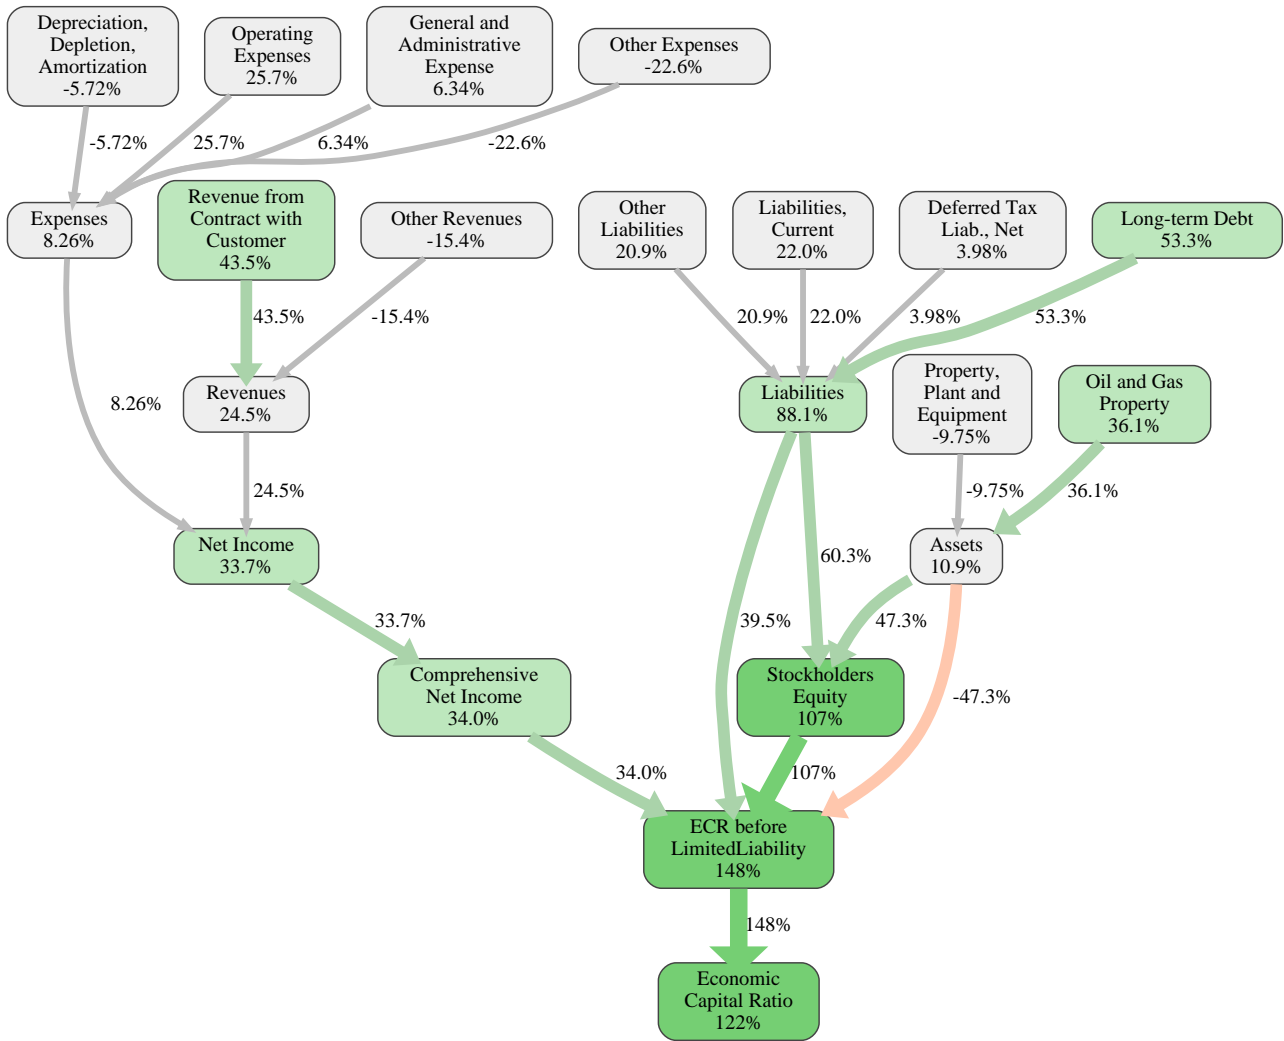 Depreciation,
Depletion,
Amortization
-5.72%
Operating
Expenses
25.7%
General and
Administrative
Expense
6.34%
Other Expenses
-22.6%
-5.72%
25.7%
6.34%
-22.6%
Expenses
8.26%
Revenue from
Contract with
Customer
43.5%
Other Revenues
-15.4%
Other
Liabilities
20.9%
Liabilities,
Current
22.0%
Deferred Tax
Liab., Net
3.98%
Long-term Debt
53.3%
43.5%
-15.4%
20.9%
22.0%
3.98%
53.3%
8.26%
Revenues
24.5%
Liabilities
88.1%
Property,
Plant and
Equipment
-9.75%
Oil and Gas
Property
36.1%
24.5%
-9.75%
36.1%
Net Income
33.7%
60.3%
Assets
10.9%
33.7%
39.5%
47.3%
-47.3%
Comprehensive
Net Income
34.0%
Stockholders
Equity
107%
34.0%
107%
ECR before
LimitedLiability
148%
148%
Economic
Capital Ratio
122%